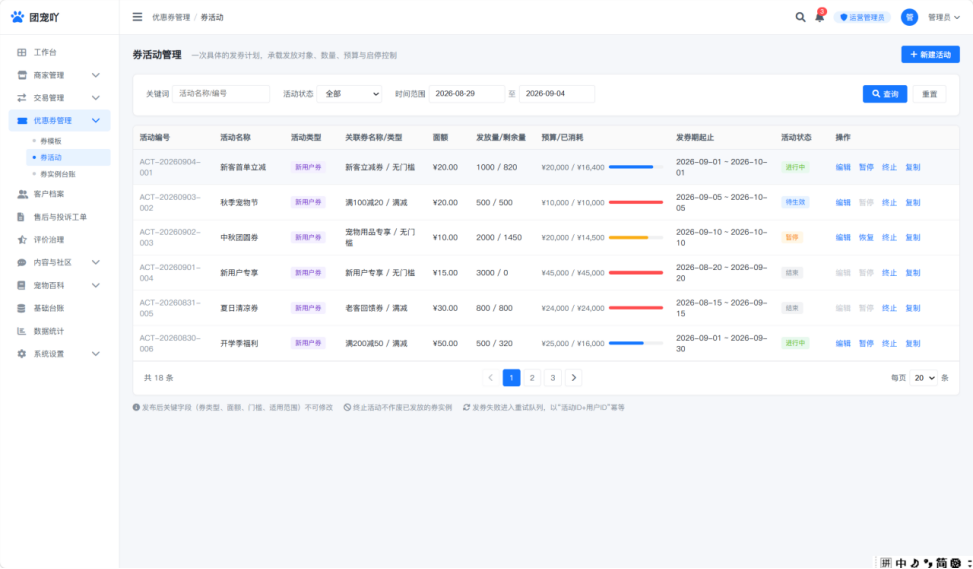 团宠吖
优惠券管理 / 券活动
3
运营管理员
管
管理员
工作台
商家管理
交易管理
优惠券管理
券模板
券活动
券实例台账
客户档案
售后与投诉工单
评价治理
内容与社区
宠物百科
基础台账
数据统计
系统设置
券活动管理 一次具体的发券计划，承载发放对象、数量、预算与启停控制
+ 新建活动
关键词 活动名称/编号 活动状态 全部 时间范围 2026-08-29 至 2026-09-04 查询 重置
活动编号 活动名称 活动类型 关联券名称/类型 面额 发放量/剩余量 预算/已消耗 发券期起止 活动状态 操作
ACT-20260904-001 新客首单立减 新用户券 新客立减券 / 无门槛 ¥20.00 1000 / 820 ¥20,000 / ¥16,400 2026-09-01 ~ 2026-10-01 进行中 编辑 暂停 终止 复制
ACT-20260903-002 秋季宠物节 新用户券 满100减20 / 满减 ¥20.00 500 / 500 ¥10,000 / ¥10,000 2026-09-05 ~ 2026-10-05 待生效 编辑 暂停 终止 复制
ACT-20260902-003 中秋团圆券 新用户券 宠物用品专享 / 无门槛 ¥10.00 2000 / 1450 ¥20,000 / ¥14,500 2026-09-10 ~ 2026-10-10 暂停 编辑 恢复 终止 复制
ACT-20260901-004 新用户专享 新用户券 新用户专享 / 无门槛 ¥15.00 3000 / 0 ¥45,000 / ¥45,000 2026-08-20 ~ 2026-09-20 结束 编辑 暂停 终止 复制
ACT-20260831-005 夏日清凉券 新用户券 老客回馈券 / 满减 ¥30.00 800 / 800 ¥24,000 / ¥24,000 2026-08-15 ~ 2026-09-15 结束 编辑 暂停 终止 复制
ACT-20260830-006 开学季福利 新用户券 满200减50 / 满减 ¥50.00 500 / 320 ¥25,000 / ¥16,000 2026-09-01 ~ 2026-09-30 进行中 编辑 暂停 终止 复制
共 18 条 1 2 3 每页 20 条
发布后关键字段（券类型、面额、门槛、适用范围）不可修改 终止活动不作废已发放的券实例 发券失败进入重试队列，以“活动ID+用户ID”幂等
拼 中 简